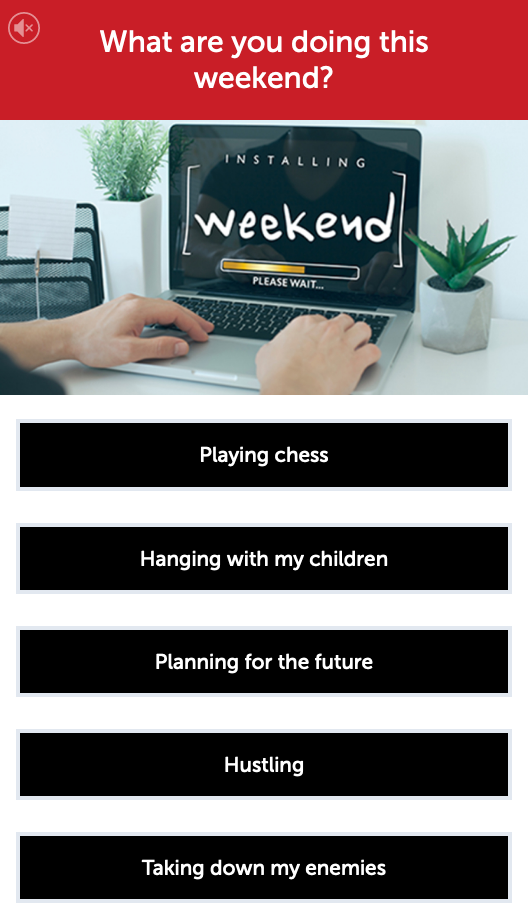 What are you doing this
weekend?
INSTALLING
weekend
PLEASE WAIT...
Playing chess
Hanging with my children
Planning for the future
Hustling
Taking down my enemies